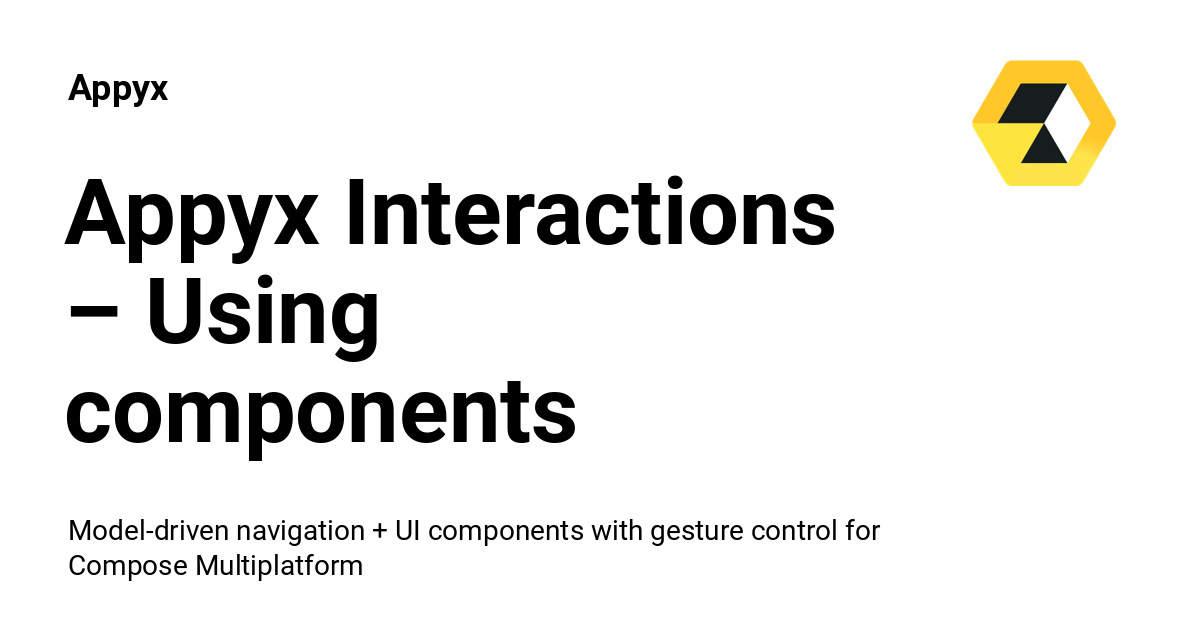 Appyx
Appyx Interactions
– Using
components
Model-driven navigation + UI components with gesture control for
Compose Multiplatform